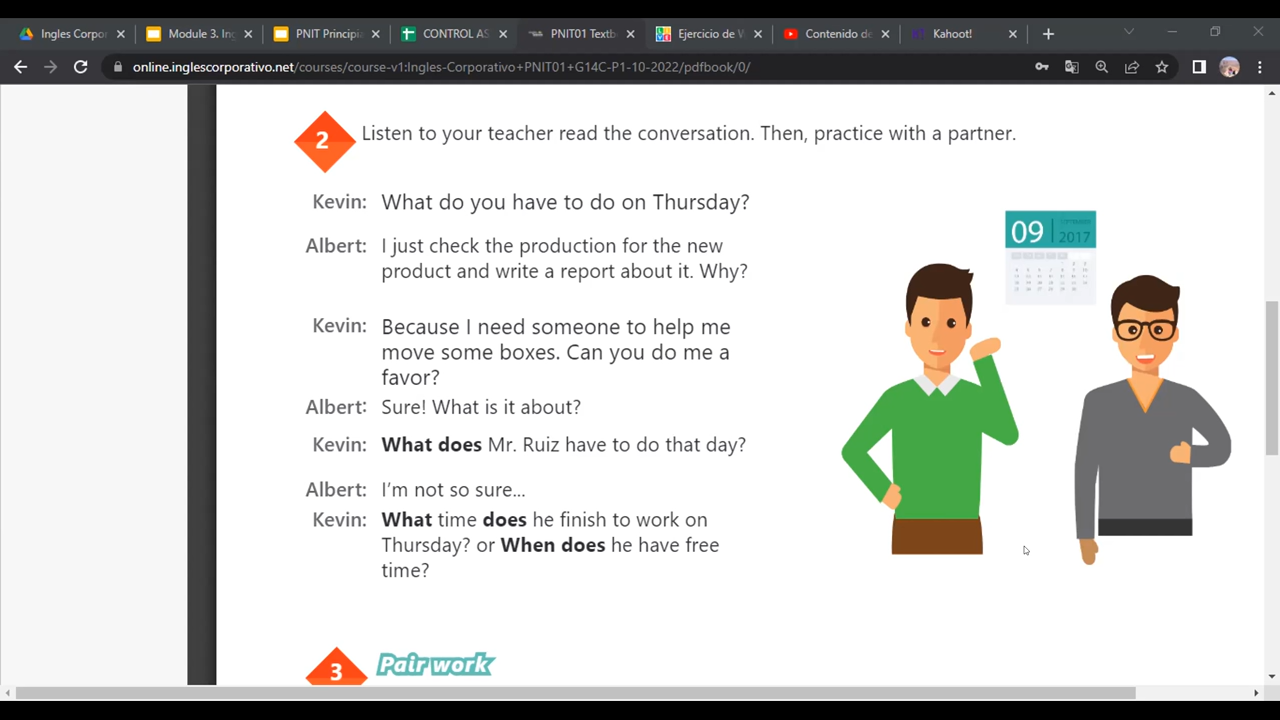 Ingles Corpo
Module 3. Ing
PNIT Principia
CONTROL AS
PNIT01 Textb
Ejercicio de W
Contenido de
Kahoot!
online.inglescorporativo.net/courses/course-v1:Ingles-Corporativo+PNIT01+G14C-P1-10-2022/pdfbook/0/
2 Listen to your teacher read the conversation. Then, practice with a partner.
Kevin: What do you have to do on Thursday?
Albert: I just check the production for the new
product and write a report about it. Why?
Kevin: Because I need someone to help me
move some boxes. Can you do me a
favor?
Albert: Sure! What is it about?
Kevin: What does Mr. Ruiz have to do that day?
Albert: I'm not so sure...
Kevin: What time does he finish to work on
Thursday? or When does he have free
time?
09
2017
3 Pair work